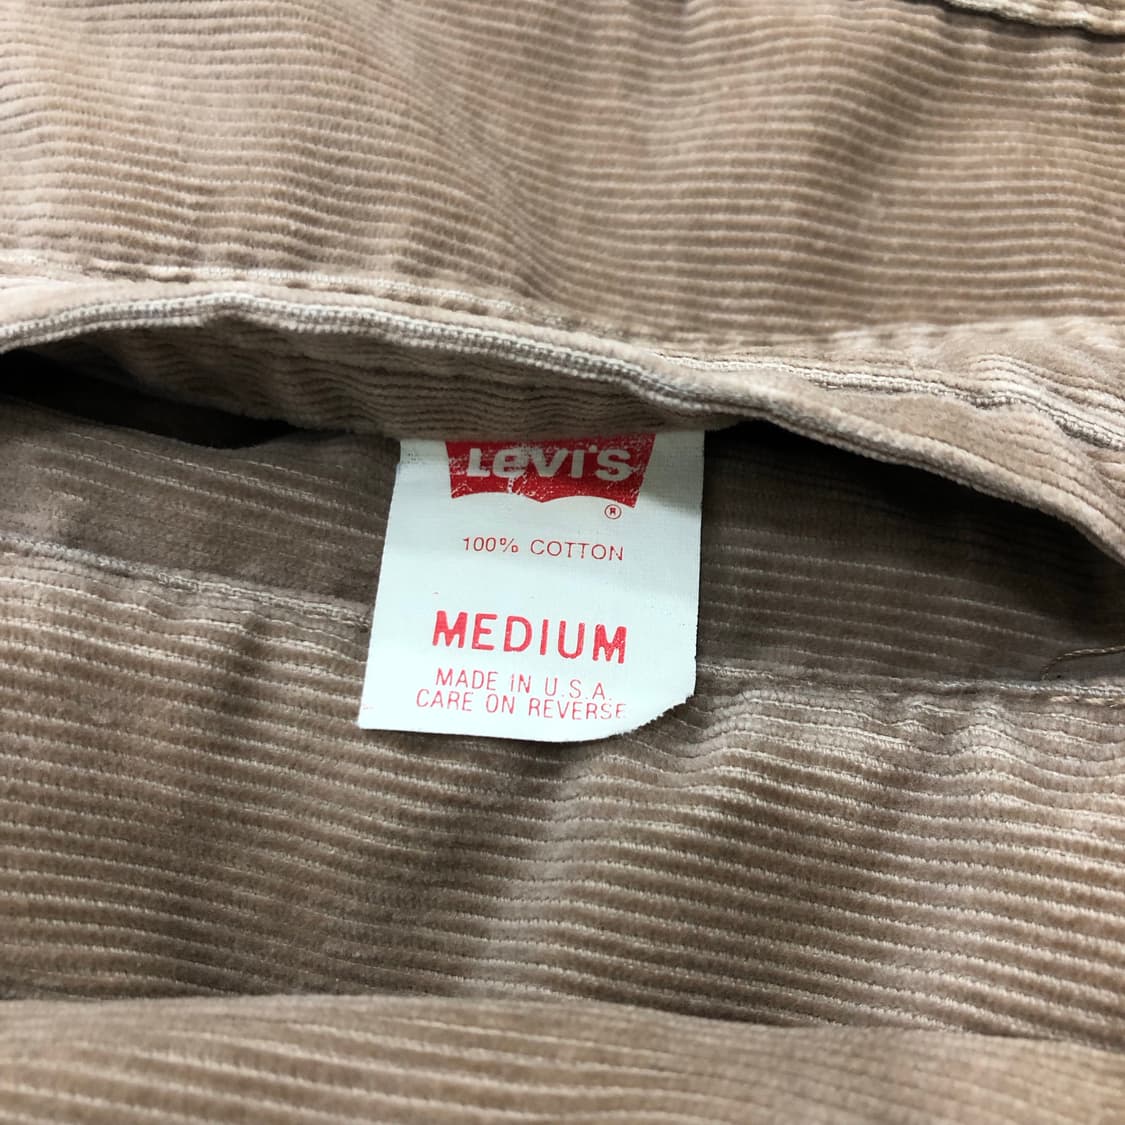 Levi's
®
100% COTTON
MEDIUM
MADE IN U.S.A.
CARE ON REVERSE